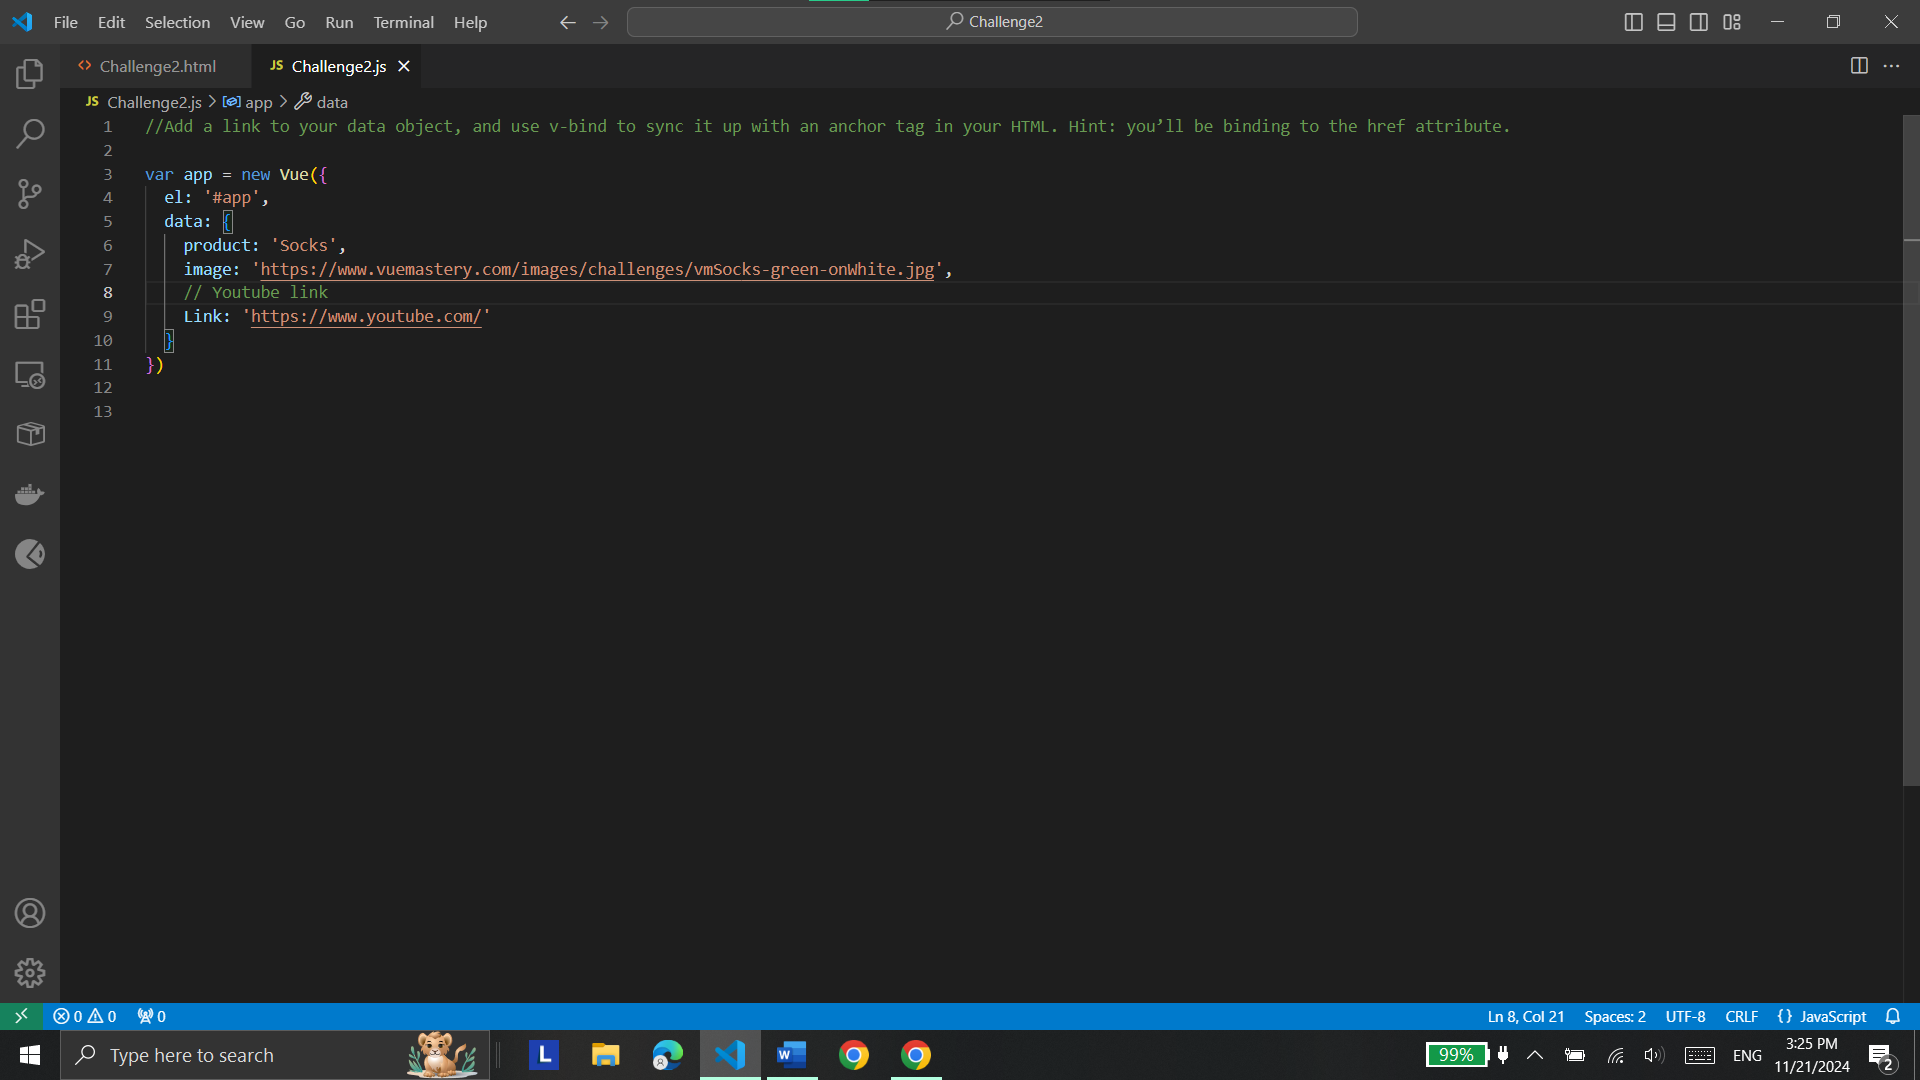 File Edit Selection View Go Run Terminal Help Challenge2
Challenge2.html JS Challenge2.js
JS Challenge2.js > app > data
1 //Add a link to your data object, and use v-bind to sync it up with an anchor tag in your HTML. Hint: you’ll be binding to the href attribute.
2
3 var app = new Vue({
4 el: '#app',
5 data: {
6 product: 'Socks',
7 image: 'https://www.vuemastery.com/images/challenges/vmSocks-green-onWhite.jpg',
8 // Youtube link
9 Link: 'https://www.youtube.com/'
10 }
11 })
12
13
0 0 0 Ln 8, Col 21 Spaces: 2 UTF-8 CRLF {} JavaScript
Type here to search L W 99% ENG 3:25 PM
11/21/2024 2